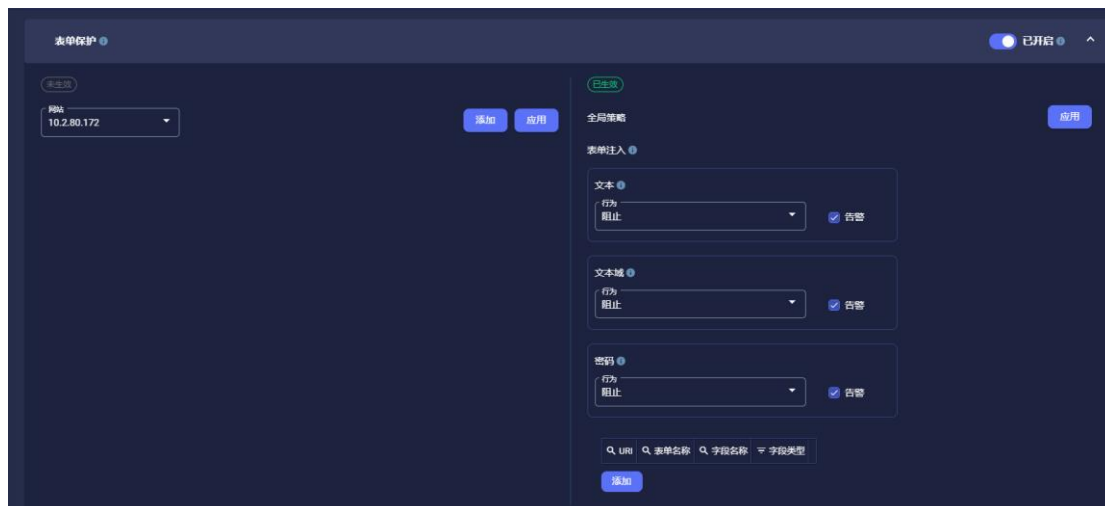 表单保护
已开启
未生效
网站
10.2.80.172
添加 应用
已生效
全局策略
应用
表单注入
文本
行为
阻止
告警
文本域
行为
阻止
告警
密码
行为
阻止
告警
URI 表单名称 字段名称 字段类型
添加